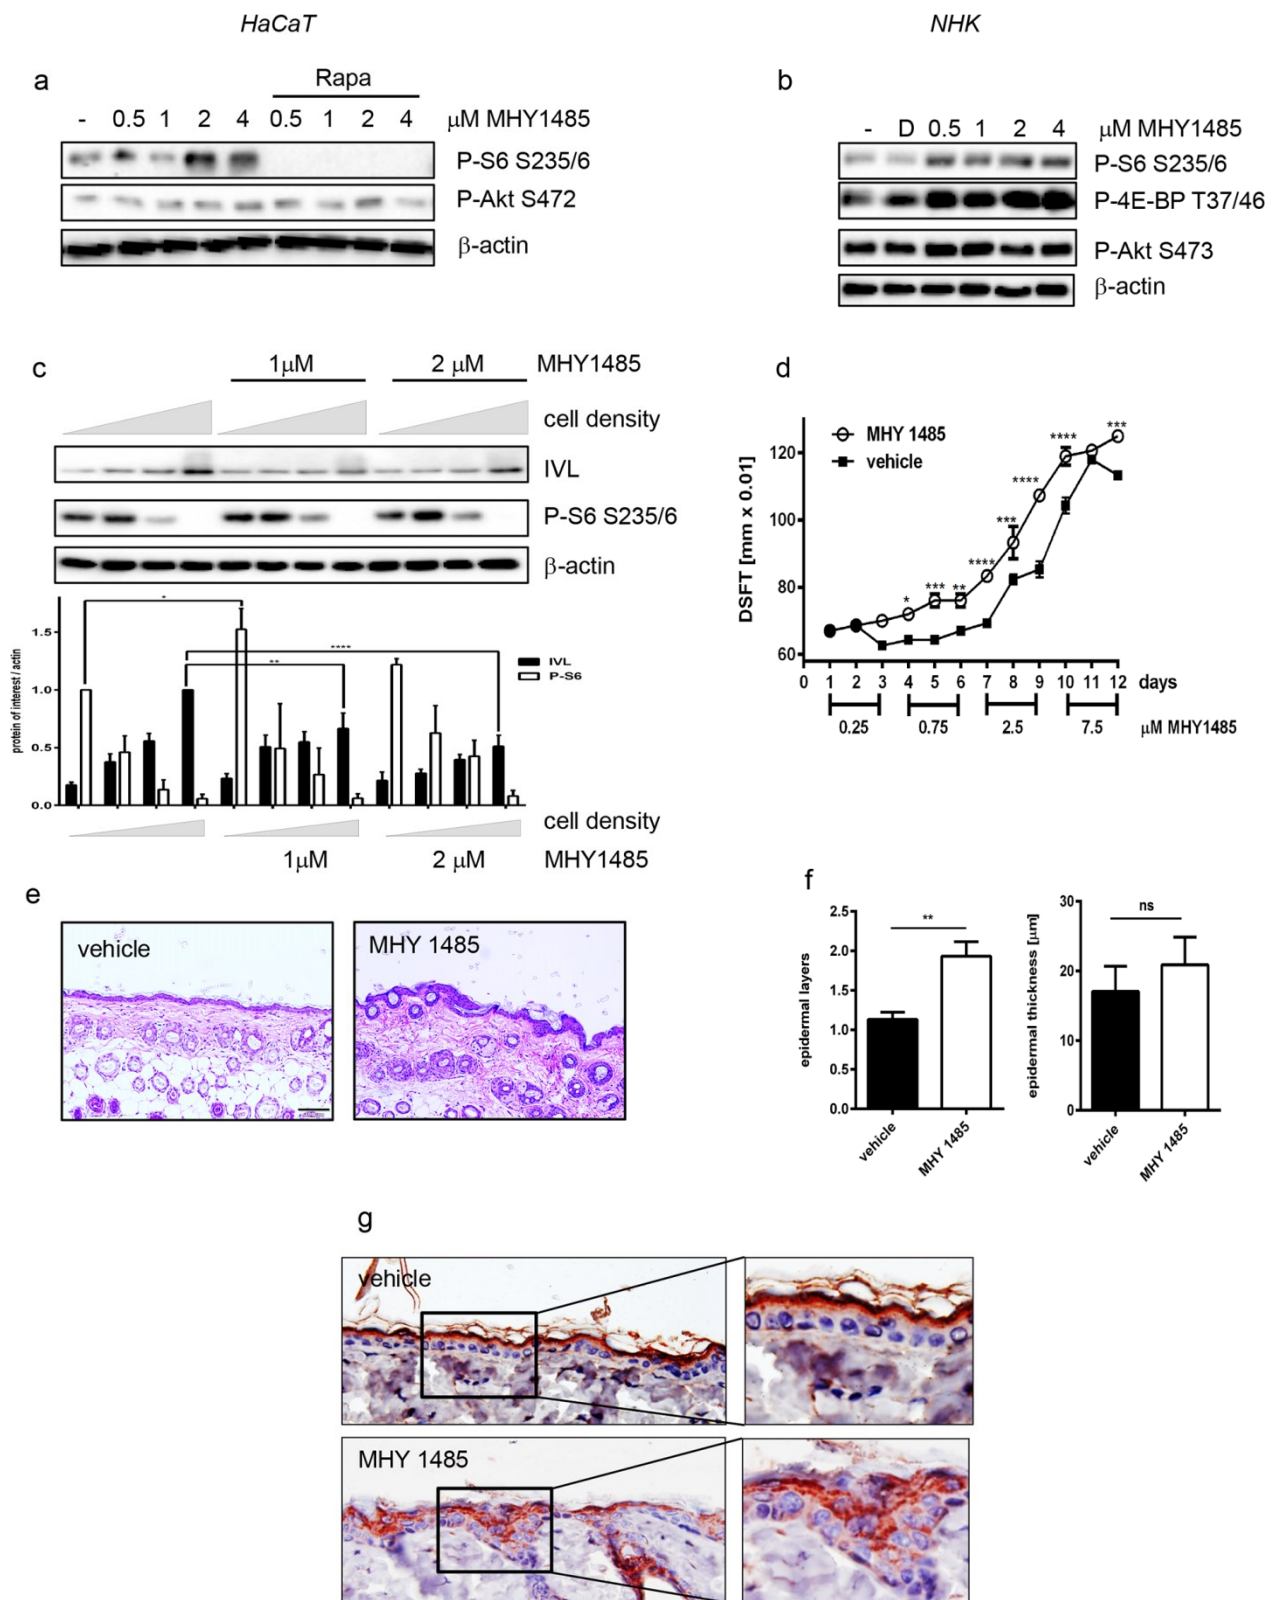 HaCaT
NHK
a
Rapa
- 0.5 1 2 4 0.5 1 2 4 μM MHY1485
P-S6 S235/6
P-Akt S472
β-actin
b
- D 0.5 1 2 4 μM MHY1485
P-S6 S235/6
P-4E-BP T37/46
P-Akt S473
β-actin
c
1μM 2 μM MHY1485
cell density
IVL
P-S6 S235/6
β-actin
protein of interest / actin
1.5
1.0
0.5
0.0
* **** **
IVL
P-S6
cell density
1μM 2 μM MHY1485
d
DSFT [mm x 0.01]
120
100
80
60
MHY 1485
vehicle
* *** ** **** *** **** **** ***
0 1 2 3 4 5 6 7 8 9 10 11 12 days
0.25 0.75 2.5 7.5 μM MHY1485
e
vehicle
MHY 1485
f
epidermal layers
2.5
2.0
1.5
1.0
0.5
0.0
**
vehicle
MHY 1485
epidermal thickness [μm]
30
20
10
0
ns
vehicle
MHY 1485
g
vehicle
MHY 1485